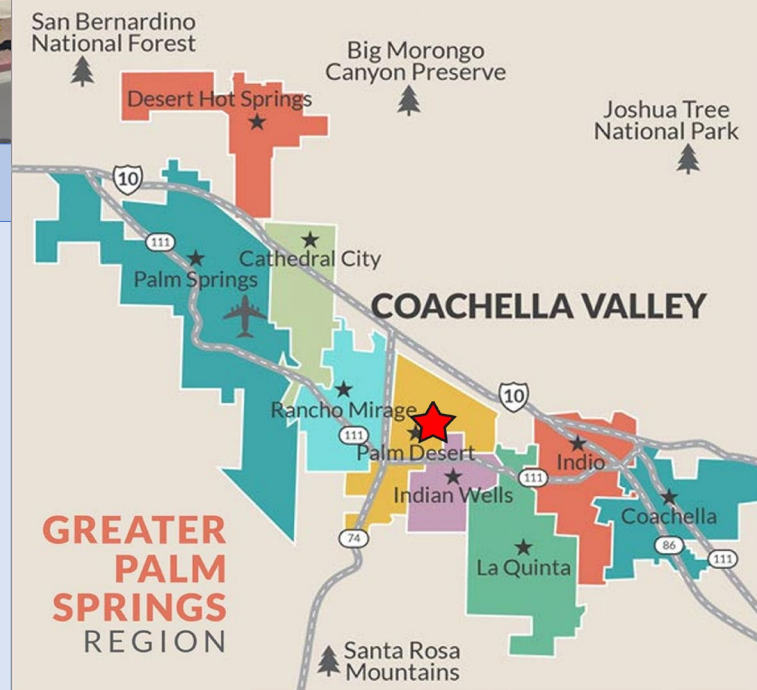 San Bernardino
National Forest
Big Morongo
Canyon Preserve
Joshua Tree
National Park
Desert Hot Springs
10
111
Cathedral City
Palm Springs
COACHELLA VALLEY
Rancho Mirage
10
111
Palm Desert
Indio
111
Indian Wells
Coachella
74
86
111
La Quinta
GREATER
PALM
SPRINGS
REGION
Santa Rosa
Mountains